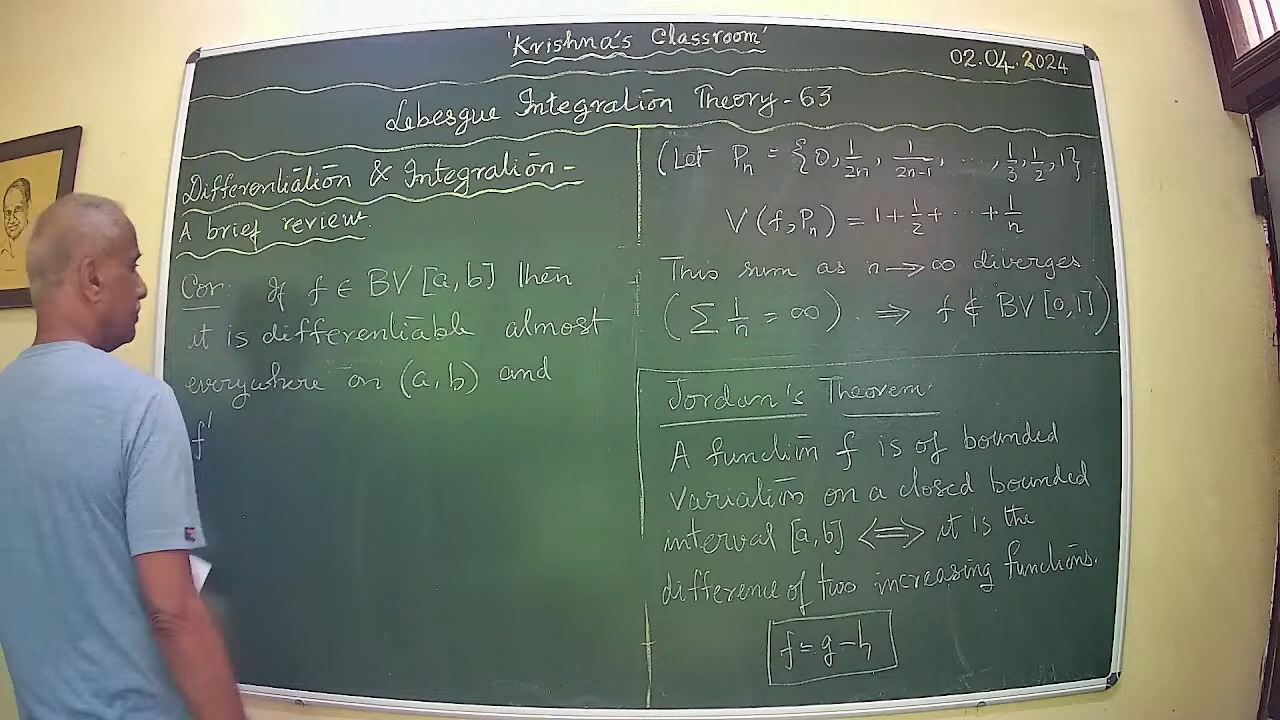 'Krishna's Classroom'
02.04.2024
Lebesgue Integration Theory - 63
Differentiation & Integration -
A brief review.
Cor: If f ∈ BV [a, b] then
it is differentiable almost
everywhere on (a, b) and
f'
(Let Pn = {0, 1/2n, 1/2n-1, ..., 1/3, 1/2, 1}.
V(f, Pn) = 1 + 1/2 + ... + 1/n
This sum as n → ∞ diverges.
(∑ 1/n = ∞). ⇒ f ∉ BV [0, 1])
Jordan's Theorem.
A function f is of bounded
variation on a closed bounded
interval [a, b] ⟺ it is the
difference of two increasing functions.
f = g - h